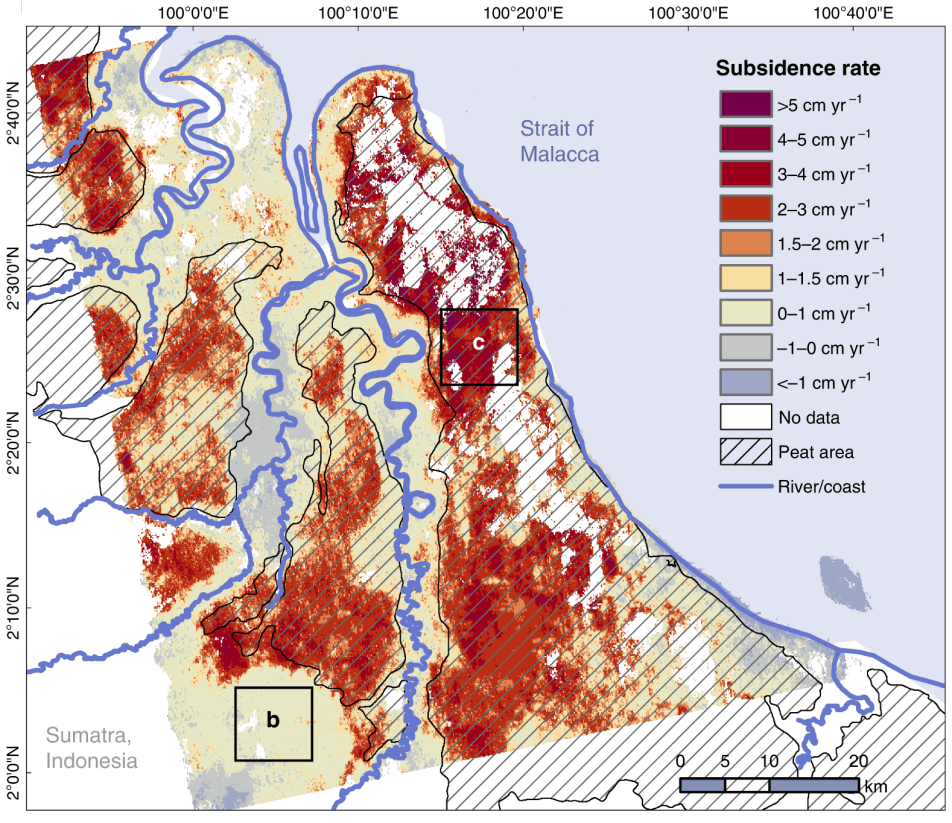 100°0'0"E
100°10'0"E
100°20'0"E
100°30'0"E
100°40'0"E
2°40'0"N
2°30'0"N
2°20'0"N
2°10'0"N
2°0'0"N
Strait of
Malacca
Subsidence rate
>5 cm yr⁻¹
4–5 cm yr⁻¹
3–4 cm yr⁻¹
2–3 cm yr⁻¹
1.5–2 cm yr⁻¹
1–1.5 cm yr⁻¹
0–1 cm yr⁻¹
–1–0 cm yr⁻¹
<–1 cm yr⁻¹
No data
Peat area
River/coast
c
b
Sumatra,
Indonesia
0 5 10 20
km